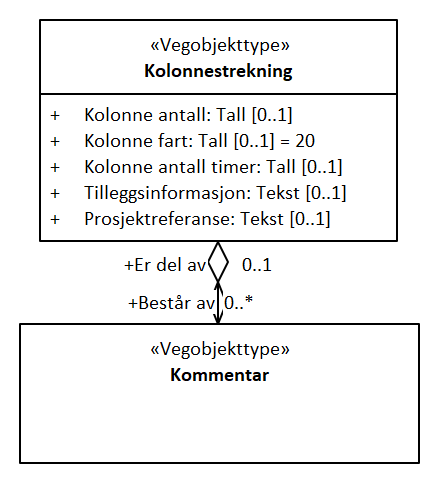 «Vegobjekttype»
Kolonnestrekning
+ Kolonne antall: Tall [0..1]
+ Kolonne fart: Tall [0..1] = 20
+ Kolonne antall timer: Tall [0..1]
+ Tilleggsinformasjon: Tekst [0..1]
+ Prosjektreferanse: Tekst [0..1]
+Er del av 0..1
+Består av 0..*
«Vegobjekttype»
Kommentar